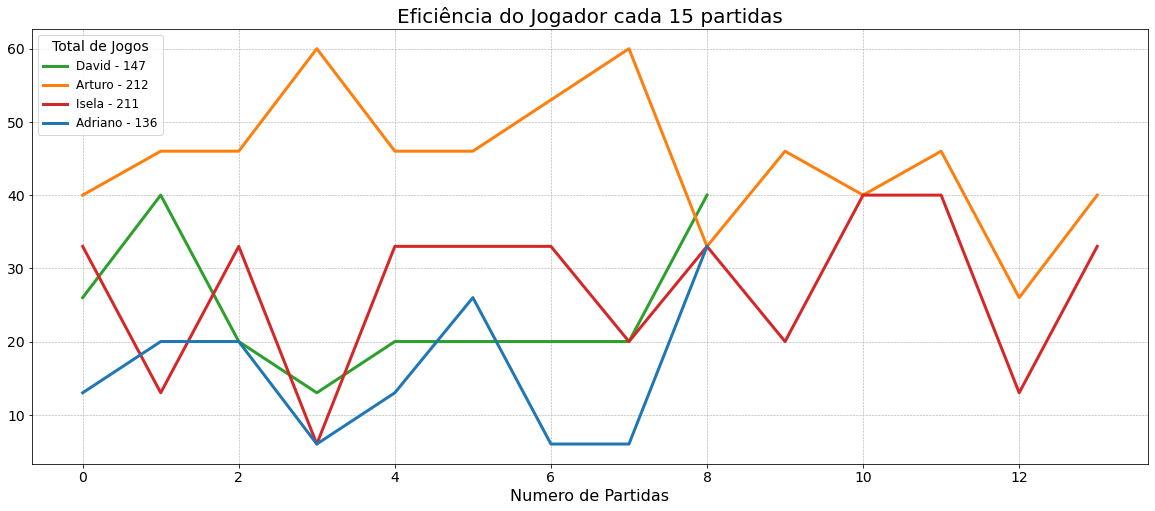 Eficiência do Jogador cada 15 partidas
Total de Jogos
David - 147
Arturo - 212
Isela - 211
Adriano - 136
60
50
40
30
20
10
0 2 4 6 8 10 12
Numero de Partidas